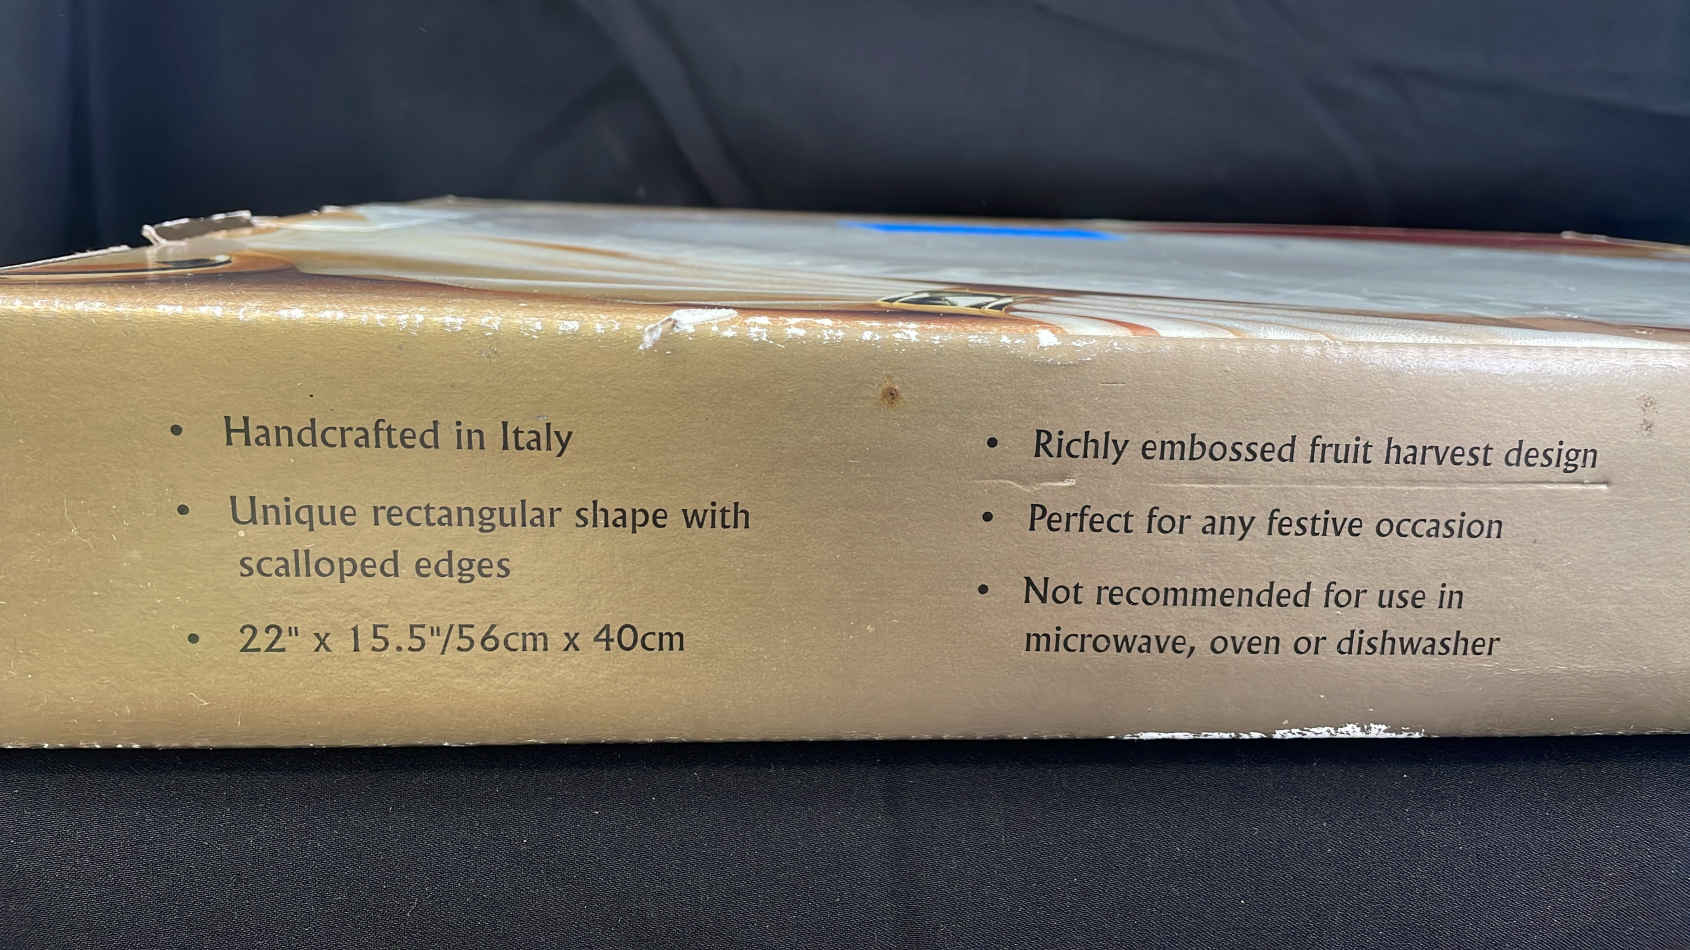 • Handcrafted in Italy
• Unique rectangular shape with
scalloped edges
• 22" x 15.5"/56cm x 40cm
• Richly embossed fruit harvest design
• Perfect for any festive occasion
• Not recommended for use in
microwave, oven or dishwasher